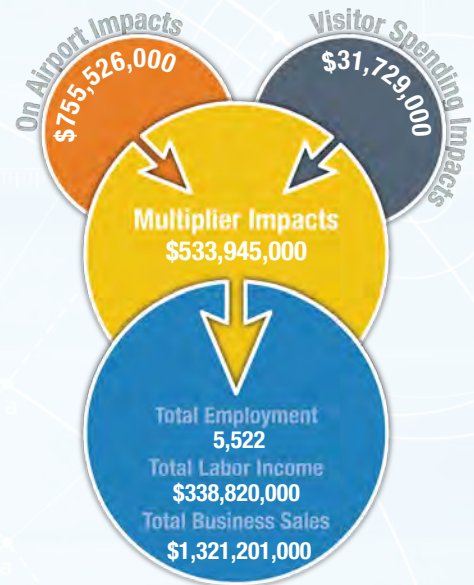 On Airport Impacts
$755,526,000
Visitor Spending Impacts
$31,729,000
Multiplier Impacts
$533,945,000
Total Employment
5,522
Total Labor Income
$338,820,000
Total Business Sales
$1,321,201,000